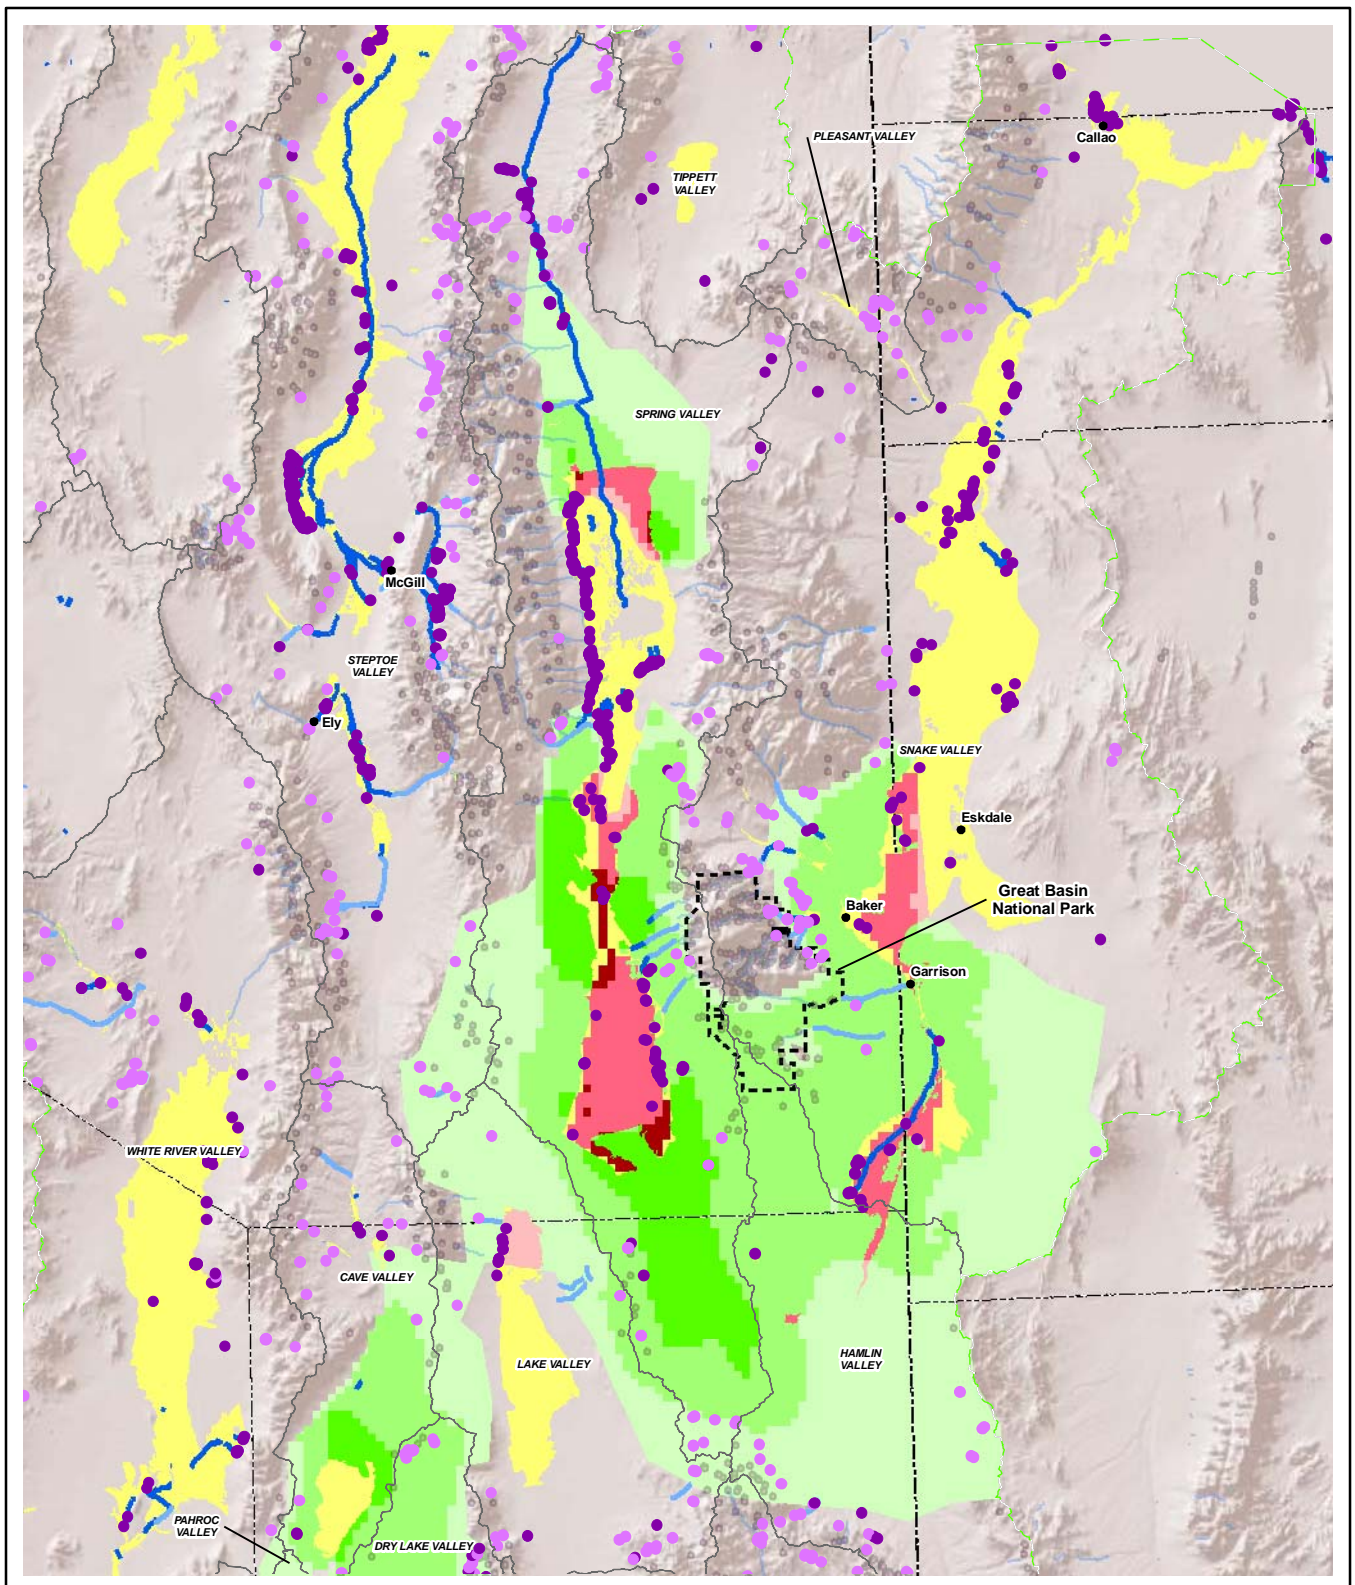 PLEASANT VALLEY
Callao
TIPPETT
VALLEY
SPRING VALLEY
McGill
STEPTOE
VALLEY
Ely
SNAKE VALLEY
Eskdale
Great Basin
National Park
Baker
Garrison
WHITE RIVER VALLEY
CAVE VALLEY
LAKE VALLEY
HAMLIN
VALLEY
PAHROC
VALLEY
DRY LAKE VALLEY